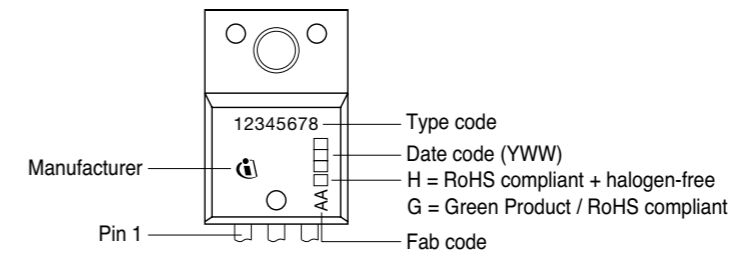 12345678
Type code
Date code (YWW)
Manufacturer
H = RoHS compliant + halogen-free
G = Green Product / RoHS compliant
AA
Pin 1
Fab code